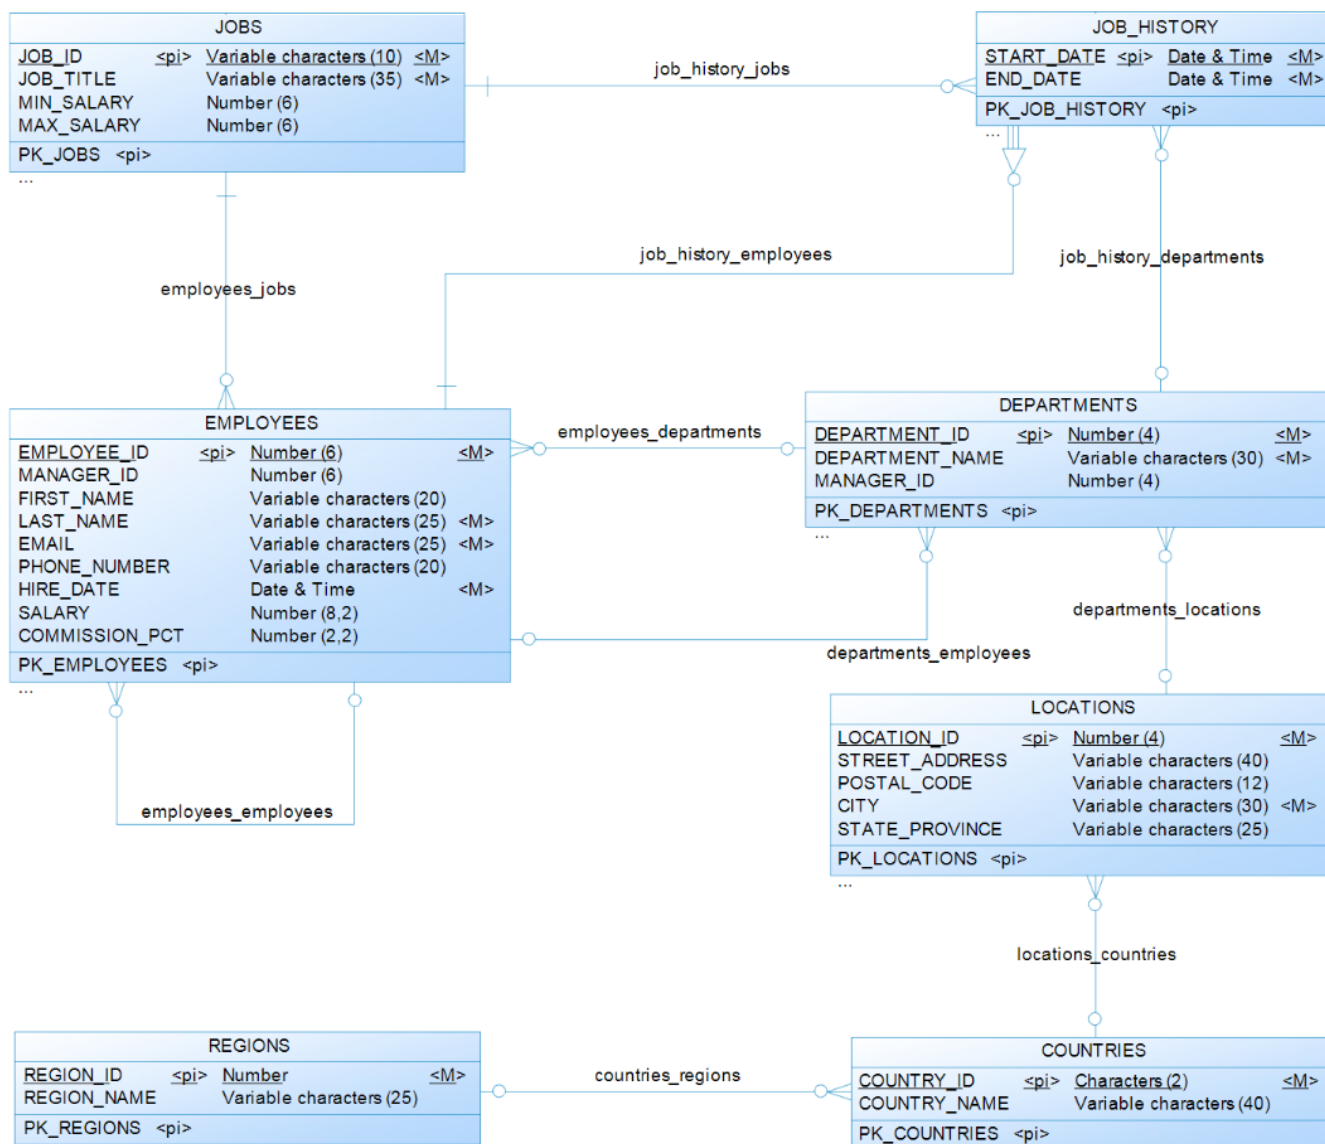 JOBS
JOB_ID <pi> Variable characters (10) <M>
JOB_TITLE Variable characters (35) <M>
MIN_SALARY Number (6)
MAX_SALARY Number (6)
PK_JOBS <pi>
...
job_history_jobs
JOB_HISTORY
START_DATE <pi> Date & Time <M>
END_DATE Date & Time <M>
PK_JOB_HISTORY <pi>
...
job_history_employees
job_history_departments
employees_jobs
EMPLOYEES
EMPLOYEE_ID <pi> Number (6) <M>
MANAGER_ID Number (6)
FIRST_NAME Variable characters (20)
LAST_NAME Variable characters (25) <M>
EMAIL Variable characters (25) <M>
PHONE_NUMBER Variable characters (20)
HIRE_DATE Date & Time <M>
SALARY Number (8,2)
COMMISSION_PCT Number (2,2)
PK_EMPLOYEES <pi>
...
employees_departments
DEPARTMENTS
DEPARTMENT_ID <pi> Number (4) <M>
DEPARTMENT_NAME Variable characters (30) <M>
MANAGER_ID Number (4)
PK_DEPARTMENTS <pi>
...
departments_locations
departments_employees
employees_employees
LOCATIONS
LOCATION_ID <pi> Number (4) <M>
STREET_ADDRESS Variable characters (40)
POSTAL_CODE Variable characters (12)
CITY Variable characters (30) <M>
STATE_PROVINCE Variable characters (25)
PK_LOCATIONS <pi>
...
locations_countries
REGIONS
REGION_ID <pi> Number <M>
REGION_NAME Variable characters (25)
PK_REGIONS <pi>
countries_regions
COUNTRIES
COUNTRY_ID <pi> Characters (2) <M>
COUNTRY_NAME Variable characters (40)
PK_COUNTRIES <pi>